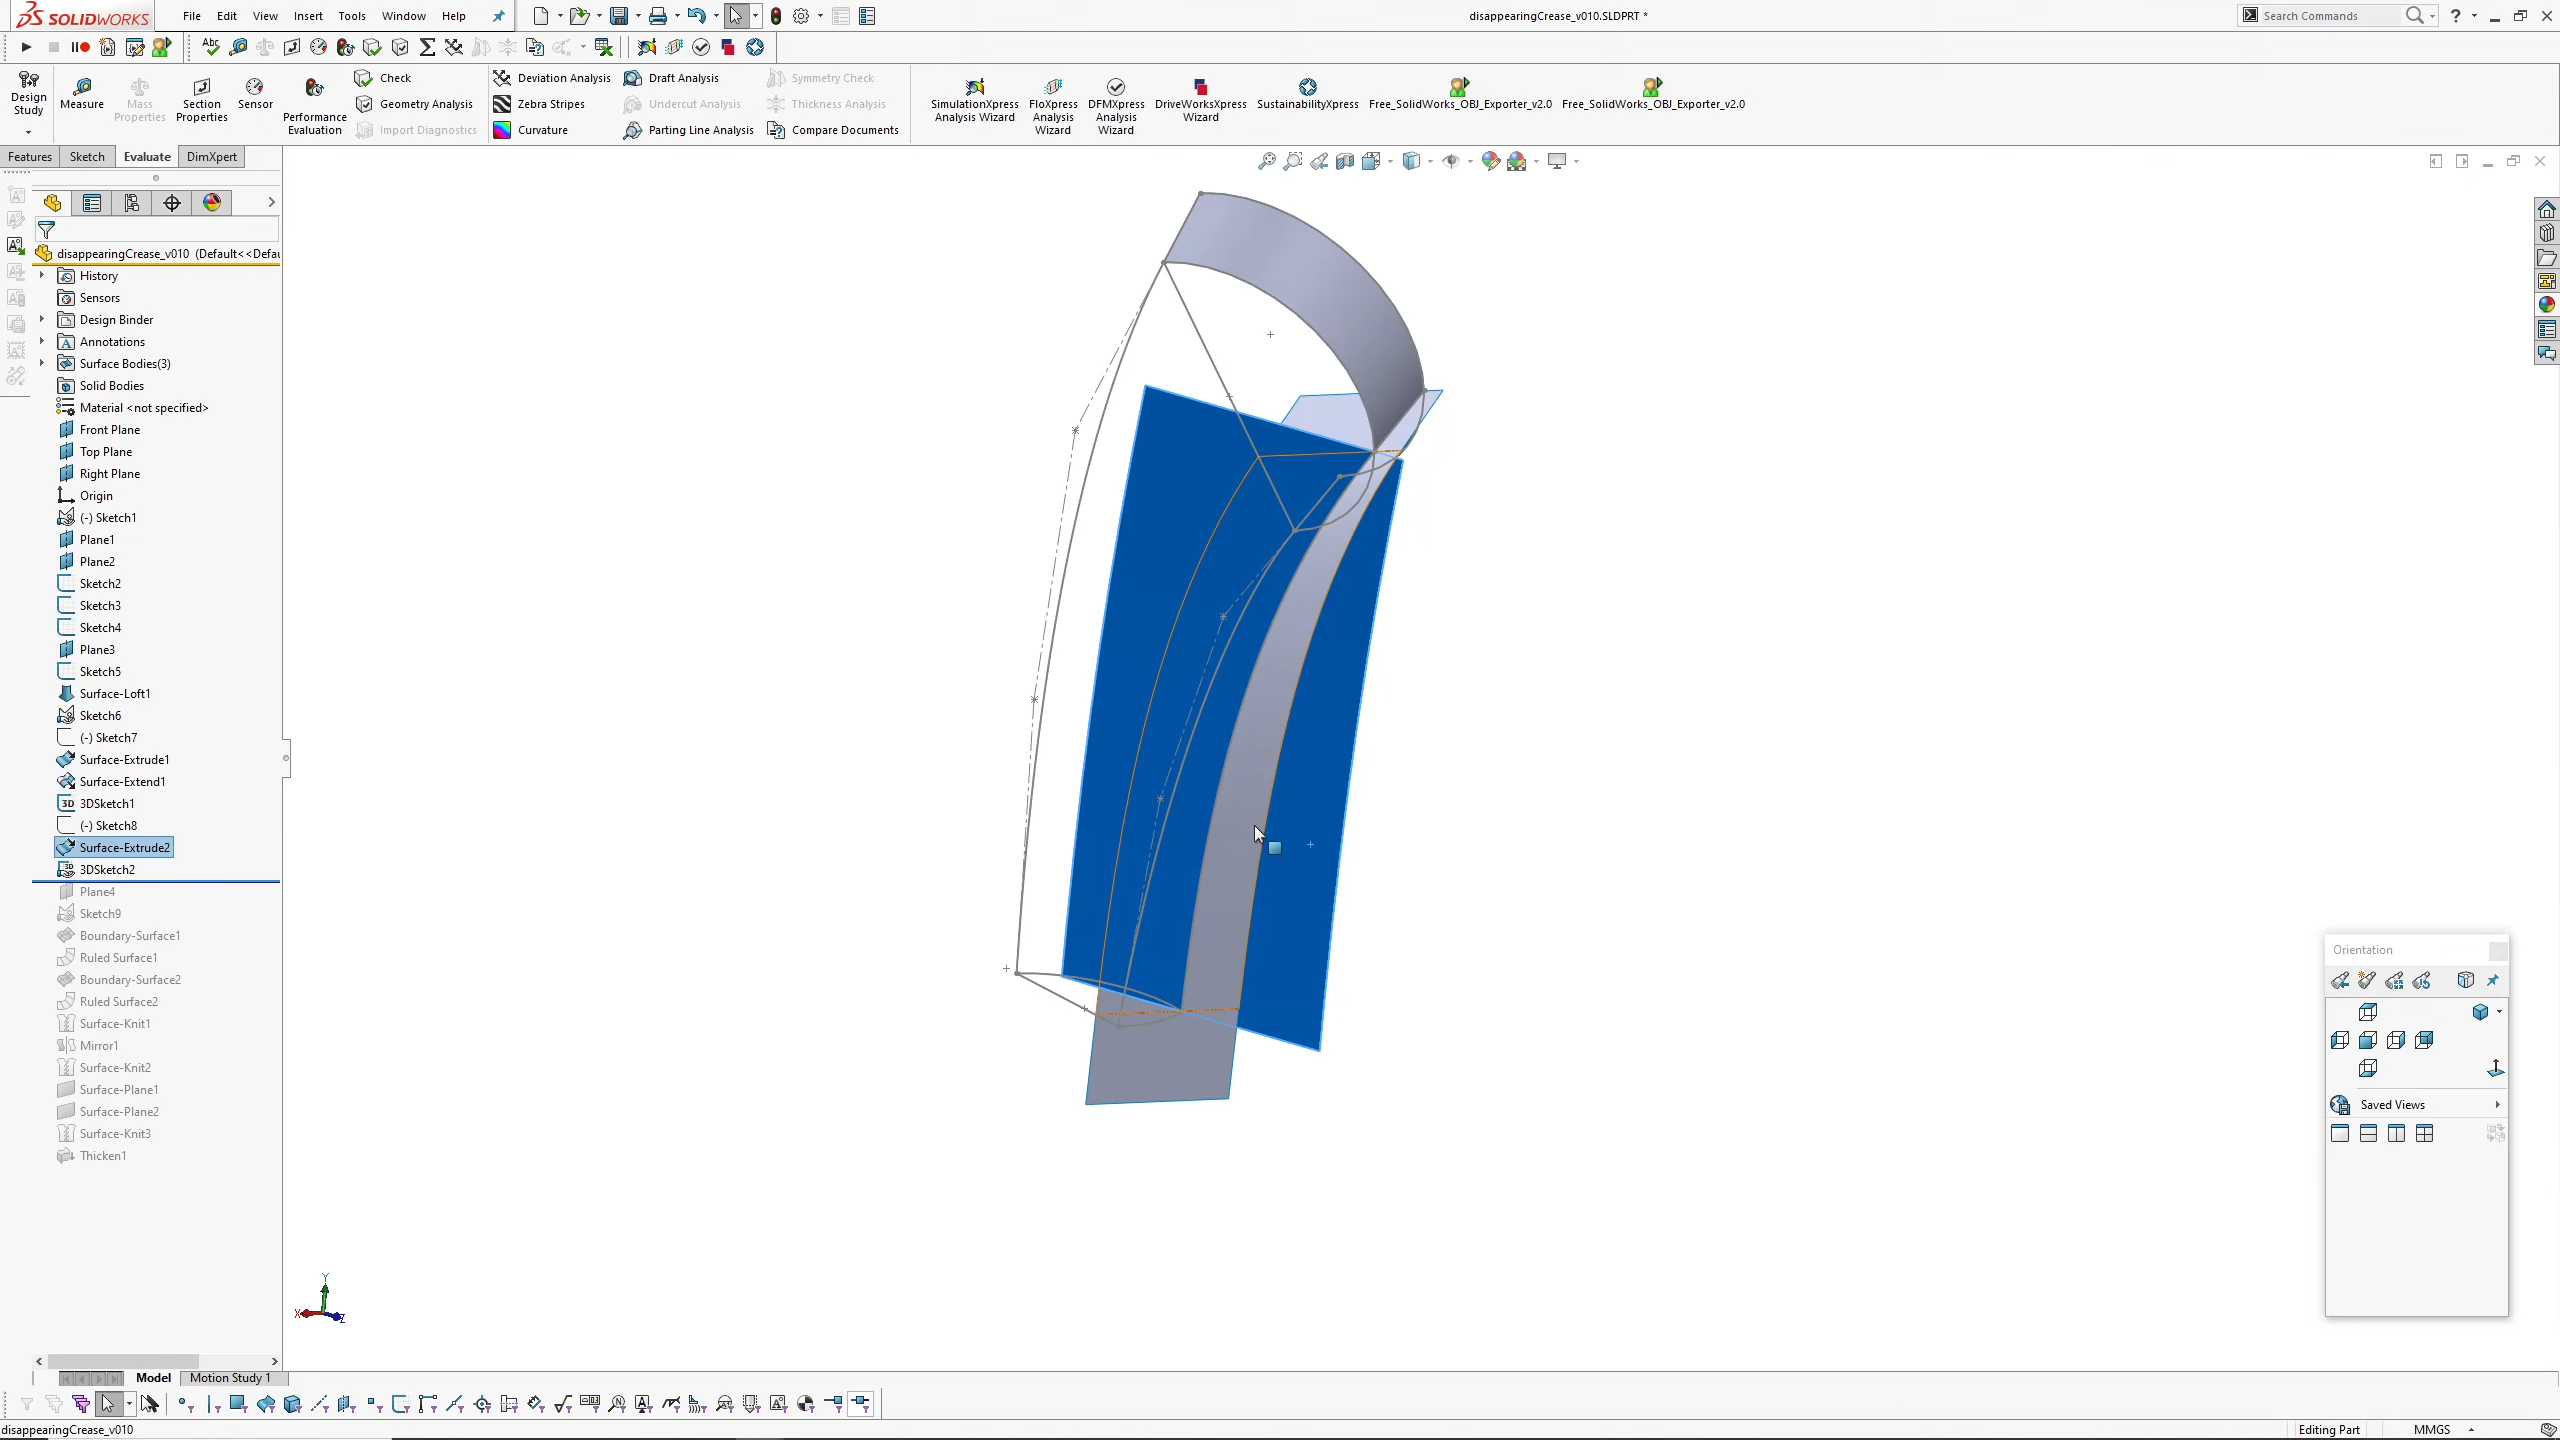 SOLIDWORKS File Edit View Insert Tools Window Help disappearingCrease_v010.SLDPRT * Search Commands
Design Study
Measure
Mass Properties
Section Properties
Sensor
Performance Evaluation
Check
Geometry Analysis
Import Diagnostics
Deviation Analysis
Zebra Stripes
Curvature
Draft Analysis
Undercut Analysis
Parting Line Analysis
Symmetry Check
Thickness Analysis
Compare Documents
SimulationXpress Analysis Wizard
FloXpress Analysis Wizard
DFMXpress Analysis Wizard
DriveWorksXpress Wizard
SustainabilityXpress
Free_SolidWorks_OBJ_Exporter_v2.0
Free_SolidWorks_OBJ_Exporter_v2.0
Features Sketch Evaluate DimXpert
disappearingCrease_v010 (Default<<Defau
History
Sensors
Design Binder
Annotations
Surface Bodies(3)
Solid Bodies
Material <not specified>
Front Plane
Top Plane
Right Plane
Origin
(-) Sketch1
Plane1
Plane2
Sketch2
Sketch3
Sketch4
Plane3
Sketch5
Surface-Loft1
Sketch6
(-) Sketch7
Surface-Extrude1
Surface-Extend1
3DSketch1
(-) Sketch8
Surface-Extrude2
3DSketch2
Plane4
Sketch9
Boundary-Surface1
Ruled Surface1
Boundary-Surface2
Ruled Surface2
Surface-Knit1
Mirror1
Surface-Knit2
Surface-Plane1
Surface-Plane2
Surface-Knit3
Thicken1
Orientation
Saved Views
Y
X
Z
Model Motion Study 1
disappearingCrease_v010 Editing Part MMGS